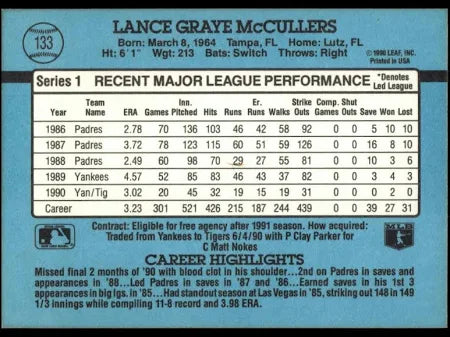 133
LANCE GRAYE McCULLERS
Born: March 8, 1964 Tampa, FL Home: Lutz, FL
Ht: 6'1" Wgt: 213 Bats: Switch Throws: Right
©1990 LEAF, INC.
Printed in USA
Series 1 RECENT MAJOR LEAGUE PERFORMANCE *Denotes Led League
Year Team Name ERA Games Inn. Pitched Hits Runs Er. Runs Walks Strike Outs Comp. Games Shut Outs Save Won Lost
1986 Padres 2.78 70 136 103 46 42 58 92 0 0 5 10 10
1987 Padres 3.72 78 123 115 60 51 59 126 0 0 16 8 10
1988 Padres 2.49 60 98 70 29 27 55 81 0 0 10 3 6
1989 Yankees 4.57 52 85 83 46 43 37 82 0 0 3 4 3
1990 Yan/Tig 3.02 20 45 32 19 15 19 31 0 0 0 2 0
Career 3.23 301 521 426 215 187 244 439 0 0 39 27 31
Contract: Eligible for free agency after 1991 season. How acquired:
Traded from Yankees to Tigers 6/4/90 with P Clay Parker for
C Matt Nokes
MLB
CAREER HIGHLIGHTS
Missed final 2 months of '90 with blood clot in his shoulder...2nd on Padres in saves and
appearances in '88...Led Padres in saves in '87 and '86...Earned saves in his 1st 3
appearances in big lgs. in '85...Had standout season at Las Vegas in '85, striking out 148 in 149
1/3 innings while compiling 11-8 record and 3.98 ERA.